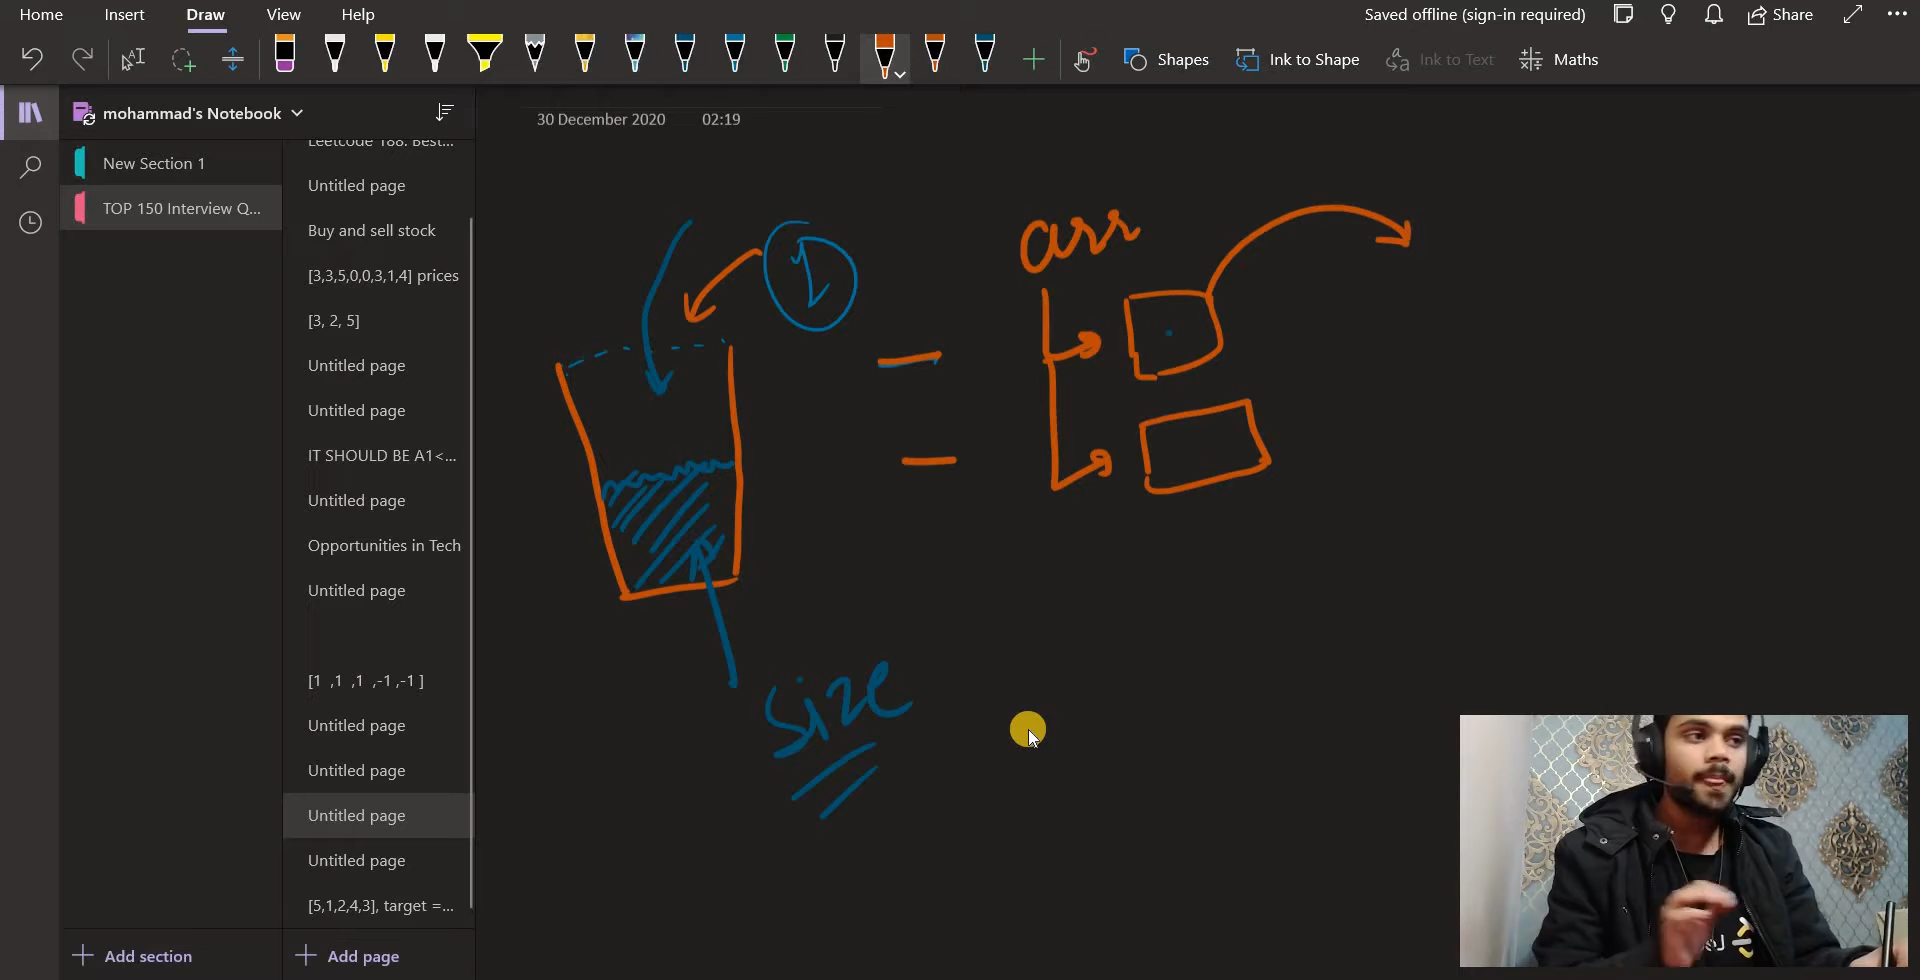 Home Insert Draw View Help Saved offline (sign-in required) Share
Shapes Ink to Shape Ink to Text Maths
mohammad's Notebook
New Section 1
TOP 150 Interview Q...
Leetcode 188. Best...
Untitled page
Buy and sell stock
[3,3,5,0,0,3,1,4] prices
[3, 2, 5]
Untitled page
Untitled page
IT SHOULD BE A1<...
Untitled page
Opportunities in Tech
Untitled page
[1 ,1 ,1 ,-1 ,-1 ]
Untitled page
Untitled page
Untitled page
Untitled page
[5,1,2,4,3], target =...
Add section
Add page
30 December 2020 02:19
arr
1
size